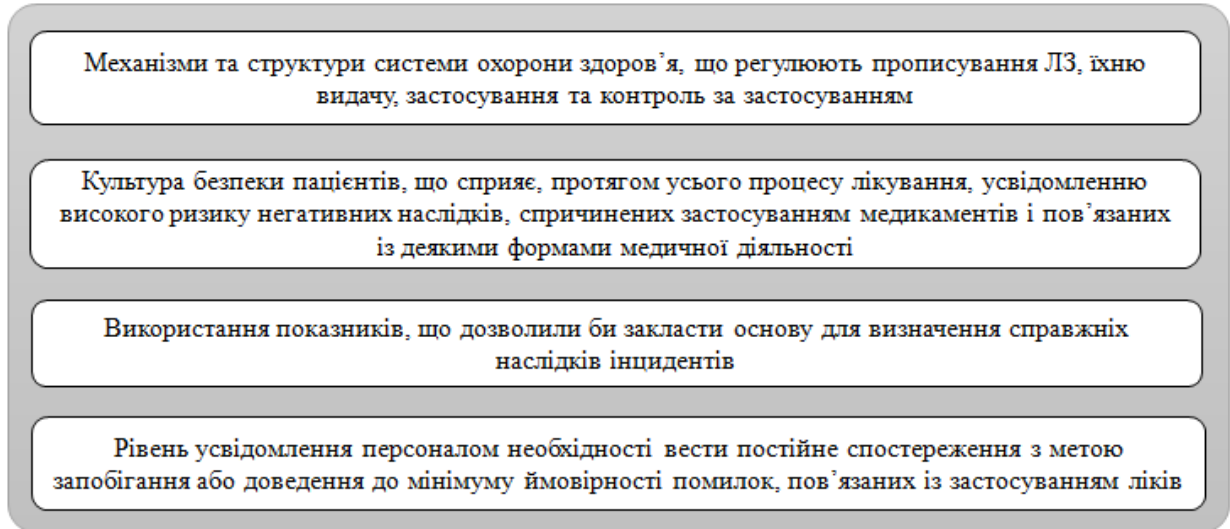 Механізми та структури системи охорони здоров’я, що регулюють прописування ЛЗ, їхню
видачу, застосування та контроль за застосуванням
Культура безпеки пацієнтів, що сприяє, протягом усього процесу лікування, усвідомленню
високого ризику негативних наслідків, спричинених застосуванням медикаментів і пов’язаних
із деякими формами медичної діяльності
Використання показників, що дозволили би закласти основу для визначення справжніх
наслідків інцидентів
Рівень усвідомлення персоналом необхідності вести постійне спостереження з метою
запобігання або доведення до мінімуму ймовірності помилок, пов’язаних із застосуванням ліків